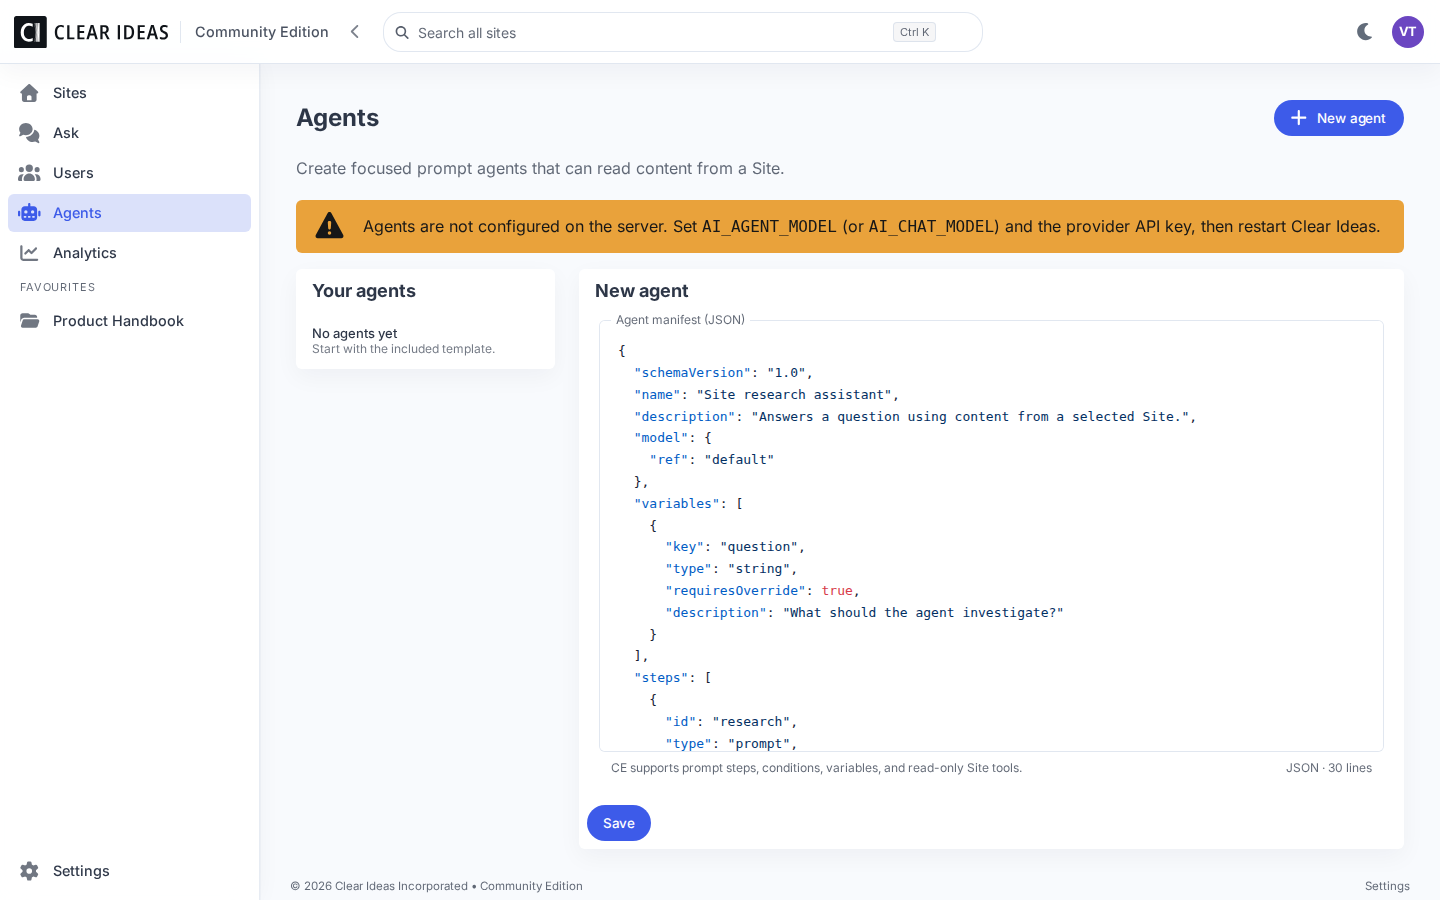 CI CLEAR IDEAS
Community Edition
Search all sites
Ctrl K
VT
Sites
Ask
Users
Agents
Analytics
FAVOURITES
Product Handbook
Settings
Agents
New agent
Create focused prompt agents that can read content from a Site.
Agents are not configured on the server. Set AI_AGENT_MODEL (or AI_CHAT_MODEL) and the provider API key, then restart Clear Ideas.
Your agents
No agents yet
Start with the included template.
New agent
Agent manifest (JSON)
{
  "schemaVersion": "1.0",
  "name": "Site research assistant",
  "description": "Answers a question using content from a selected Site.",
  "model": {
    "ref": "default"
  },
  "variables": [
    {
      "key": "question",
      "type": "string",
      "requiresOverride": true,
      "description": "What should the agent investigate?"
    }
  ],
  "steps": [
    {
      "id": "research",
      "type": "prompt",
CE supports prompt steps, conditions, variables, and read-only Site tools.
JSON · 30 lines
Save
© 2026 Clear Ideas Incorporated • Community Edition
Settings